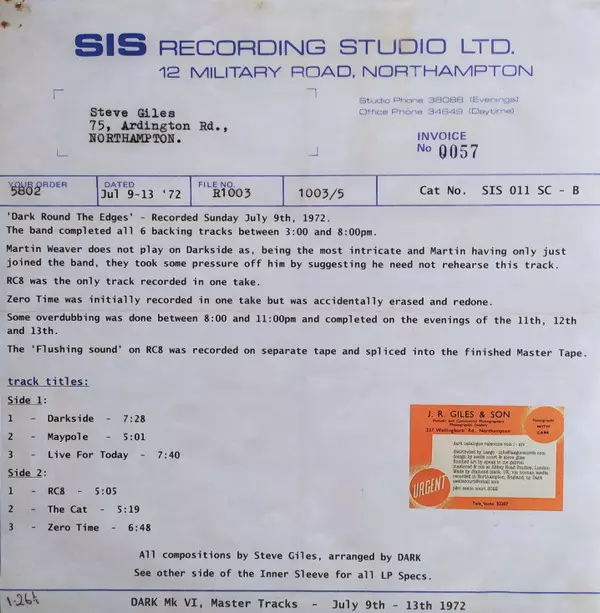 SIS RECORDING STUDIO LTD.
12 MILITARY ROAD, NORTHAMPTON
Steve Giles
75, Ardington Rd.,
NORTHAMPTON.
Studio Phone 38088 (Evenings)
Office Phone 34649 (Daytime)
INVOICE
No 0057
YOUR ORDER
5802
DATED
Jul 9-13 '72
FILE NO.
R1003
1003/5
Cat No. SIS 011 SC - B
'Dark Round The Edges' - Recorded Sunday July 9th, 1972.
The band completed all 6 backing tracks between 3:00 and 8:00pm.
Martin Weaver does not play on Darkside as, being the most intricate and Martin having only just
joined the band, they took some pressure off him by suggesting he need not rehearse this track.
RC8 was the only track recorded in one take.
Zero Time was initially recorded in one take but was accidentally erased and redone.
Some overdubbing was done between 8:00 and 11:00pm and completed on the evenings of the 11th, 12th
and 13th.
The 'Flushing sound' on RC8 was recorded on separate tape and spliced into the finished Master Tape.
track titles:
Side 1:
1 - Darkside - 7:28
2 - Maypole - 5:01
3 - Live For Today - 7:40
Side 2:
1 - RC8 - 5:05
2 - The Cat - 5:19
3 - Zero Time - 6:48
J. R. GILES & SON
Photographs
WITH
CARE
URGENT
All compositions by Steve Giles, arranged by DARK
See other side of the Inner Sleeve for all LP Specs.
DARK Mk VI, Master Tracks - July 9th - 13th 1972